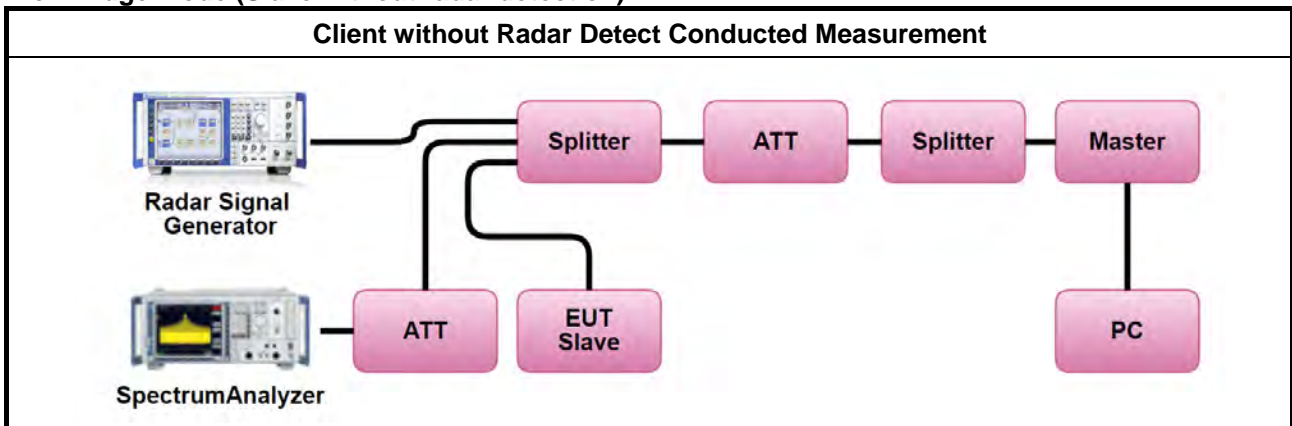 Client without Radar Detect Conducted Measurement
Radar Signal
Generator
Splitter
ATT
Splitter
Master
SpectrumAnalyzer
ATT
EUT
Slave
PC